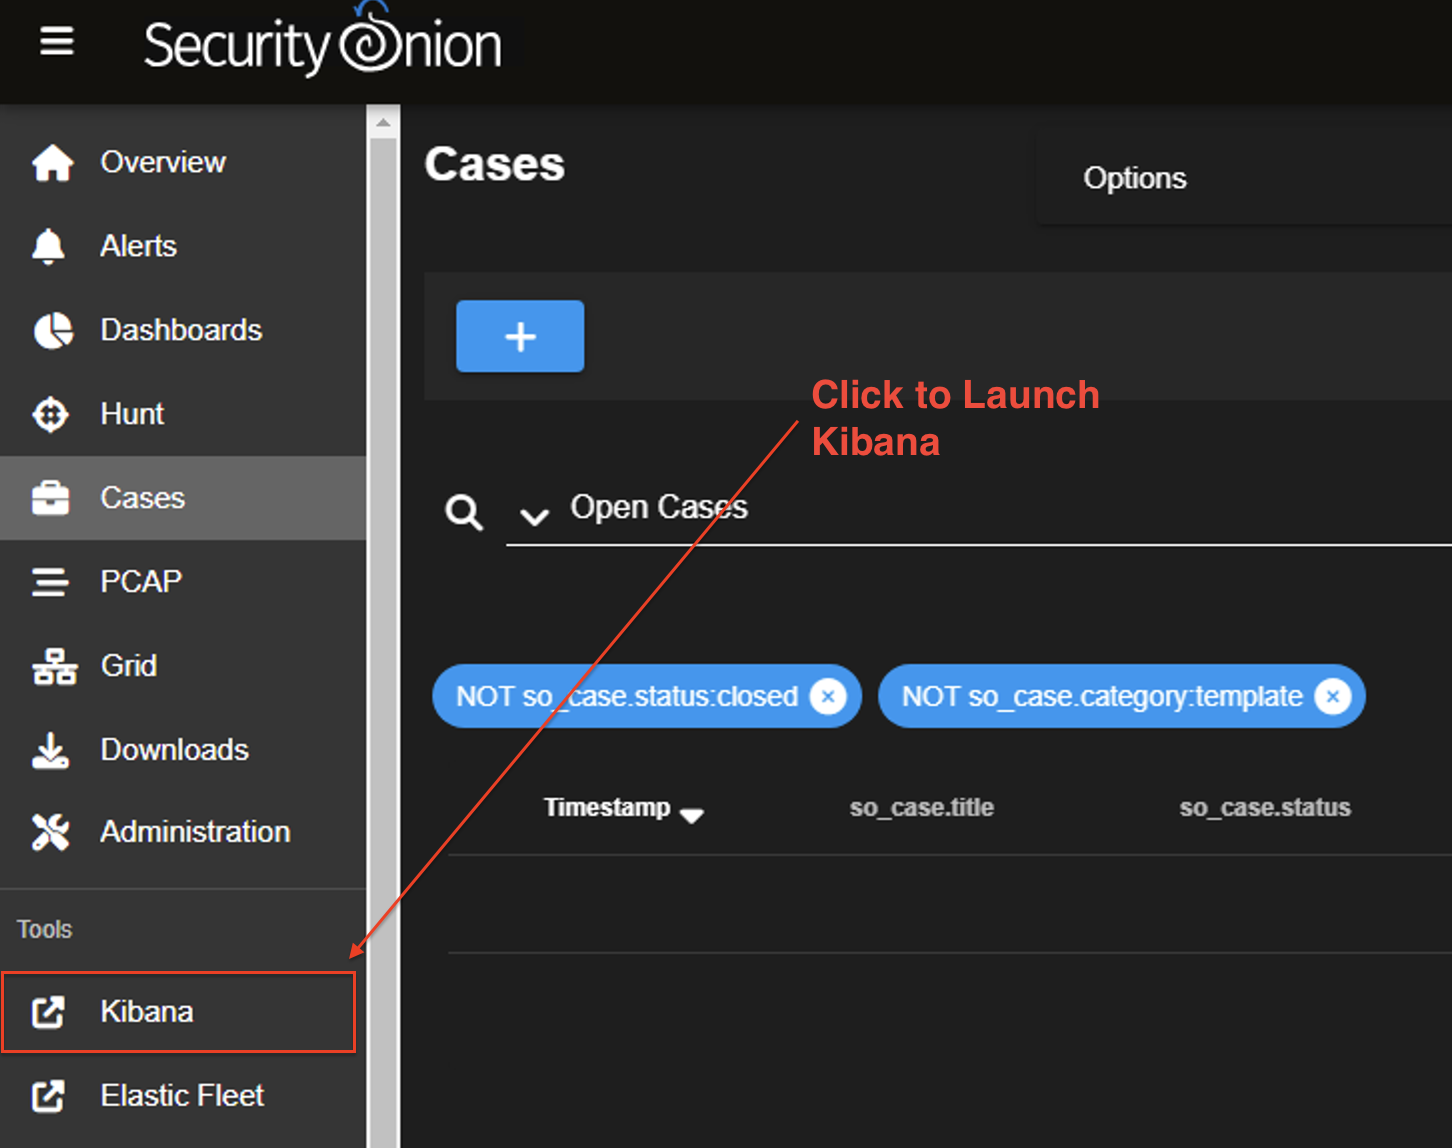 Security Onion
Overview
Alerts
Dashboards
Hunt
Cases
PCAP
Grid
Downloads
Administration
Tools
Kibana
Elastic Fleet
Cases
Options
+
Click to Launch
Kibana
Open Cases
NOT so_case.status:closed
NOT so_case.category:template
Timestamp so_case.title so_case.status